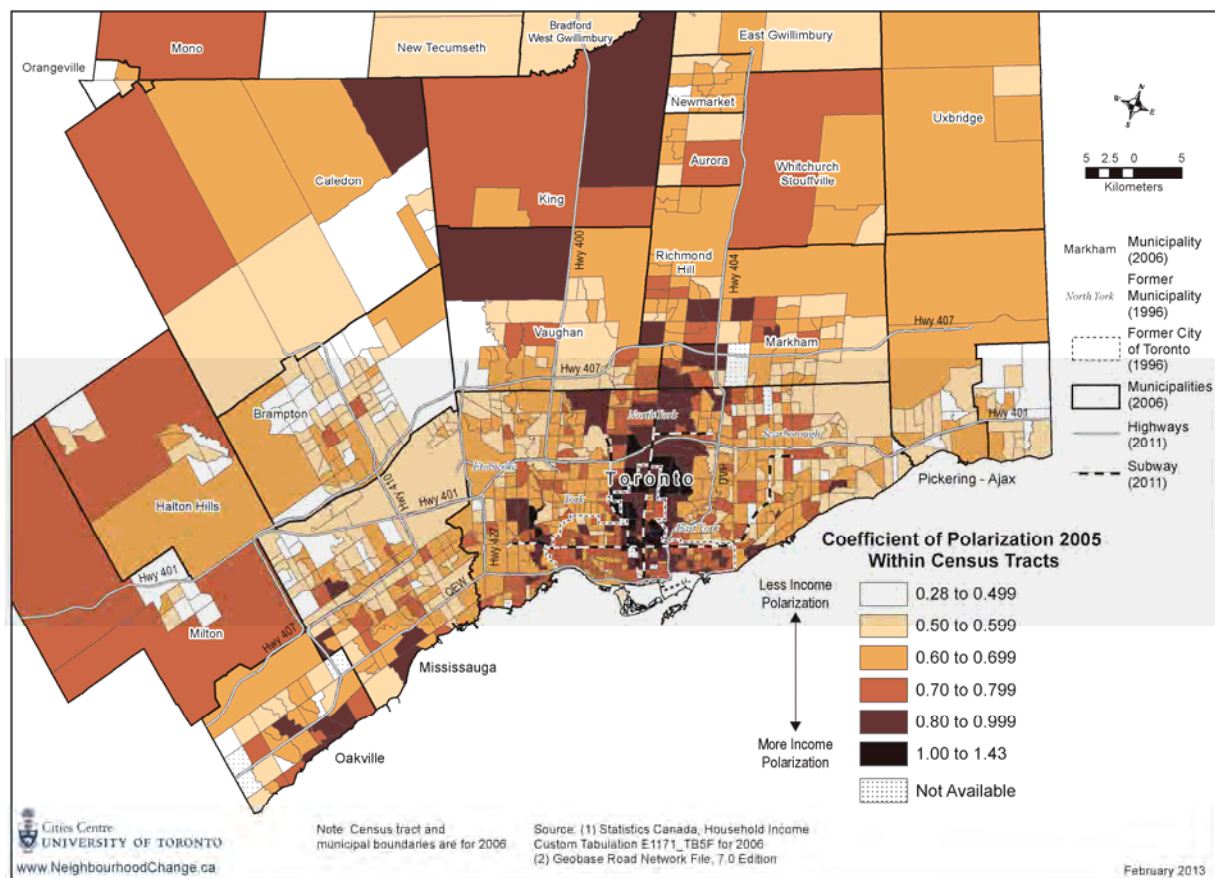 Orangeville
Mono
New Tecumseth
Bradford
West Gwillimbury
East Gwillimbury
Newmarket
Uxbridge
Aurora
Whitchurch
Stouffville
Caledon
King
Hwy 400
Richmond
Hill
Hwy 404
Vaughan
Markham
Hwy 407
Hwy 407
Brampton
North York
Scarborough
Hwy 401
Etobicoke
Toronto
Pickering - Ajax
Halton Hills
Hwy 410
Hwy 401
York
DVP
East York
Hwy 427
QEW
Hwy 401
Milton
Hwy 407
Mississauga
Oakville
N
W
E
S
5 2.5 0 5
Kilometers
Markham Municipality
(2006)
North York Former
Municipality
(1996)
Former City
of Toronto
(1996)
Municipalities
(2006)
Highways
(2011)
Subway
(2011)
Coefficient of Polarization 2005
Within Census Tracts
Less Income
Polarization
More Income
Polarization
0.28 to 0.499
0.50 to 0.599
0.60 to 0.699
0.70 to 0.799
0.80 to 0.999
1.00 to 1.43
Not Available
Cities Centre
UNIVERSITY OF TORONTO
www.NeighbourhoodChange.ca
Note: Census tract and
municipal boundaries are for 2006.
Source: (1) Statistics Canada, Household Income
Custom Tabulation E1171_TB5F for 2006
(2) Geobase Road Network File, 7.0 Edition
February 2013